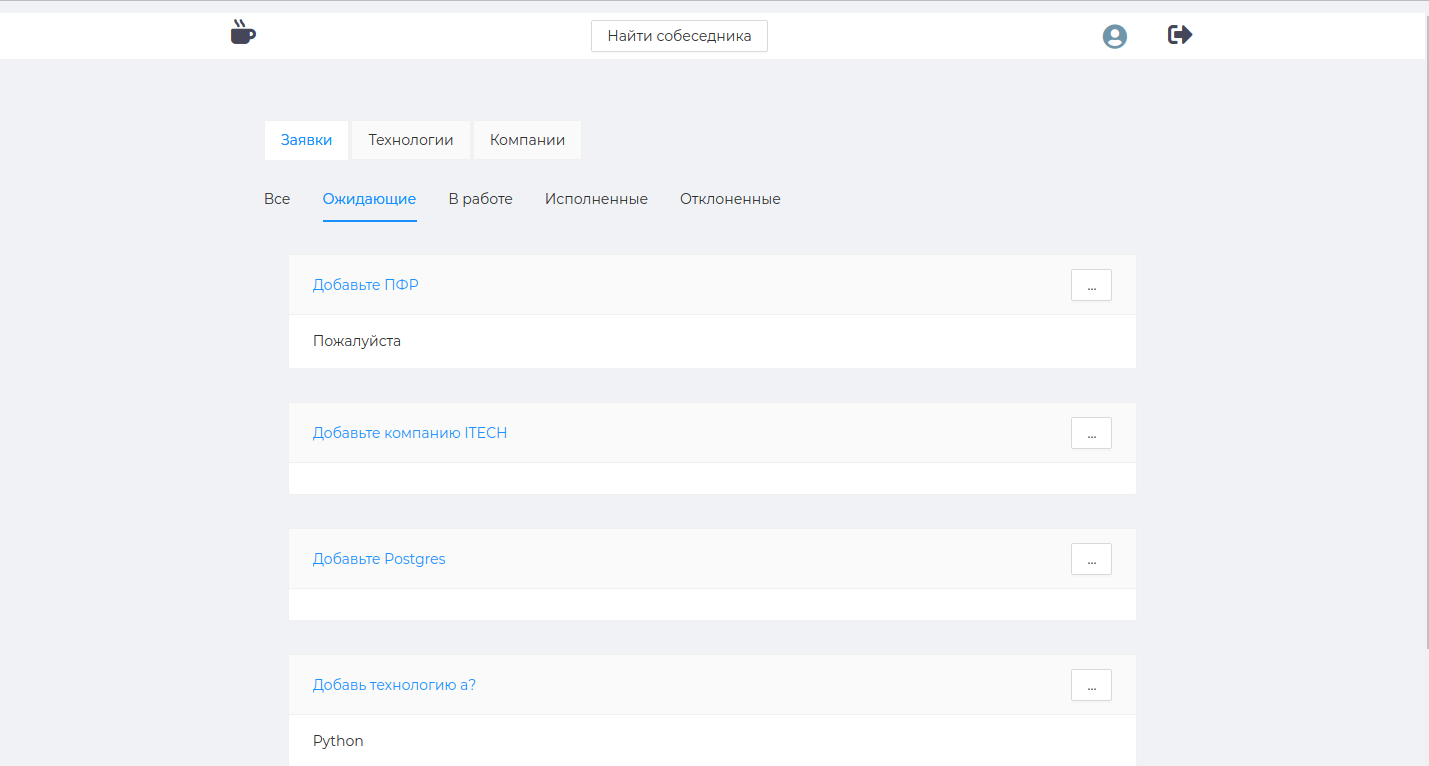 Найти собеседника
Заявки Технологии Компании
Все Ожидающие В работе Исполненные Отклоненные
Добавьте ПФР ...
Пожалуйста
Добавьте компанию ITECH ...
Добавьте Postgres ...
Добавь технологию а? ...
Python